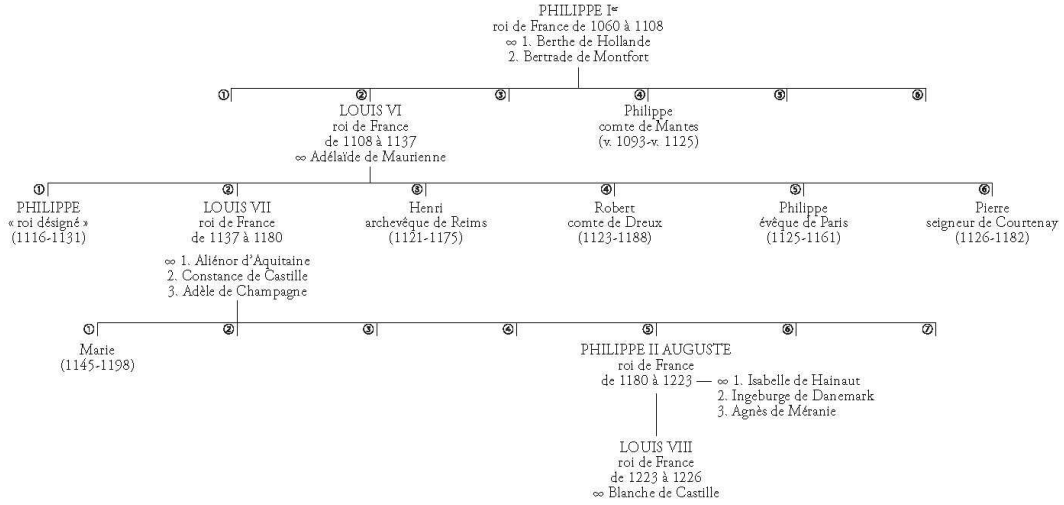 PHILIPPE Iᵉʳ
roi de France de 1060 à 1108
∞ 1. Berthe de Hollande
2. Bertrade de Montfort
① ② ③ ④ ⑤ ⑥
LOUIS VI
roi de France
de 1108 à 1137
∞ Adélaïde de Maurienne
Philippe
comte de Mantes
(v. 1093-v. 1125)
① ② ③ ④ ⑤ ⑥
PHILIPPE
« roi désigné »
(1116-1131)
LOUIS VII
roi de France
de 1137 à 1180
∞ 1. Aliénor d'Aquitaine
2. Constance de Castille
3. Adèle de Champagne
Henri
archevêque de Reims
(1121-1175)
Robert
comte de Dreux
(1123-1188)
Philippe
évêque de Paris
(1125-1161)
Pierre
seigneur de Courtenay
(1126-1182)
① ② ③ ④ ⑤ ⑥ ⑦
Marie
(1145-1198)
PHILIPPE II AUGUSTE
roi de France
de 1180 à 1223 — ∞ 1. Isabelle de Hainaut
2. Ingeburge de Danemark
3. Agnès de Méranie
LOUIS VIII
roi de France
de 1223 à 1226
∞ Blanche de Castille